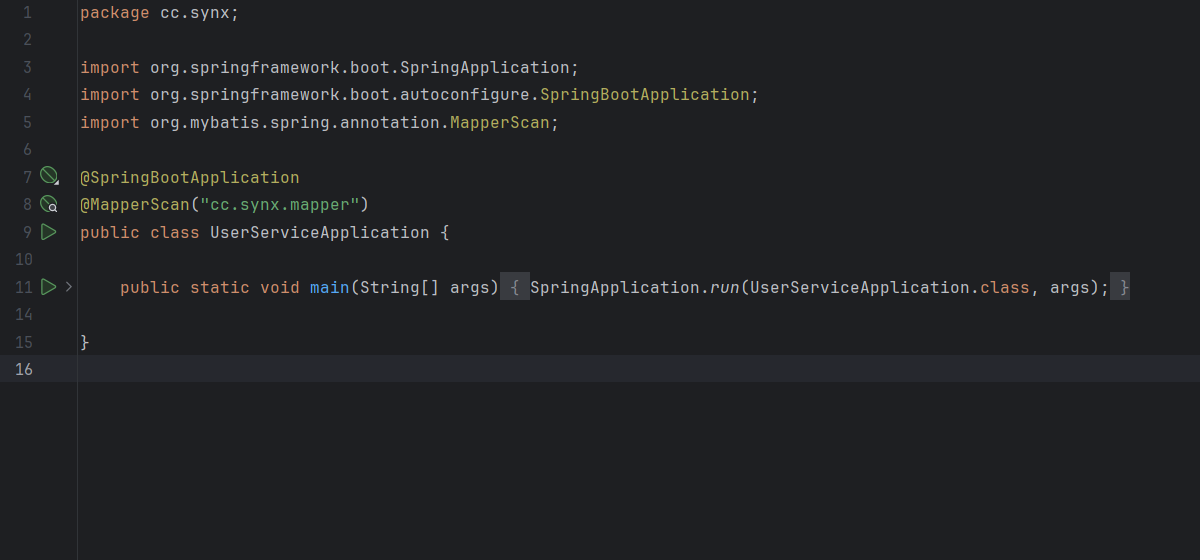 1 package cc.synx;
2
3 import org.springframework.boot.SpringApplication;
4 import org.springframework.boot.autoconfigure.SpringBootApplication;
5 import org.mybatis.spring.annotation.MapperScan;
6
7 @SpringBootApplication
8 @MapperScan("cc.synx.mapper")
9 public class UserServiceApplication {
10
11 public static void main(String[] args) { SpringApplication.run(UserServiceApplication.class, args); }
14
15 }
16